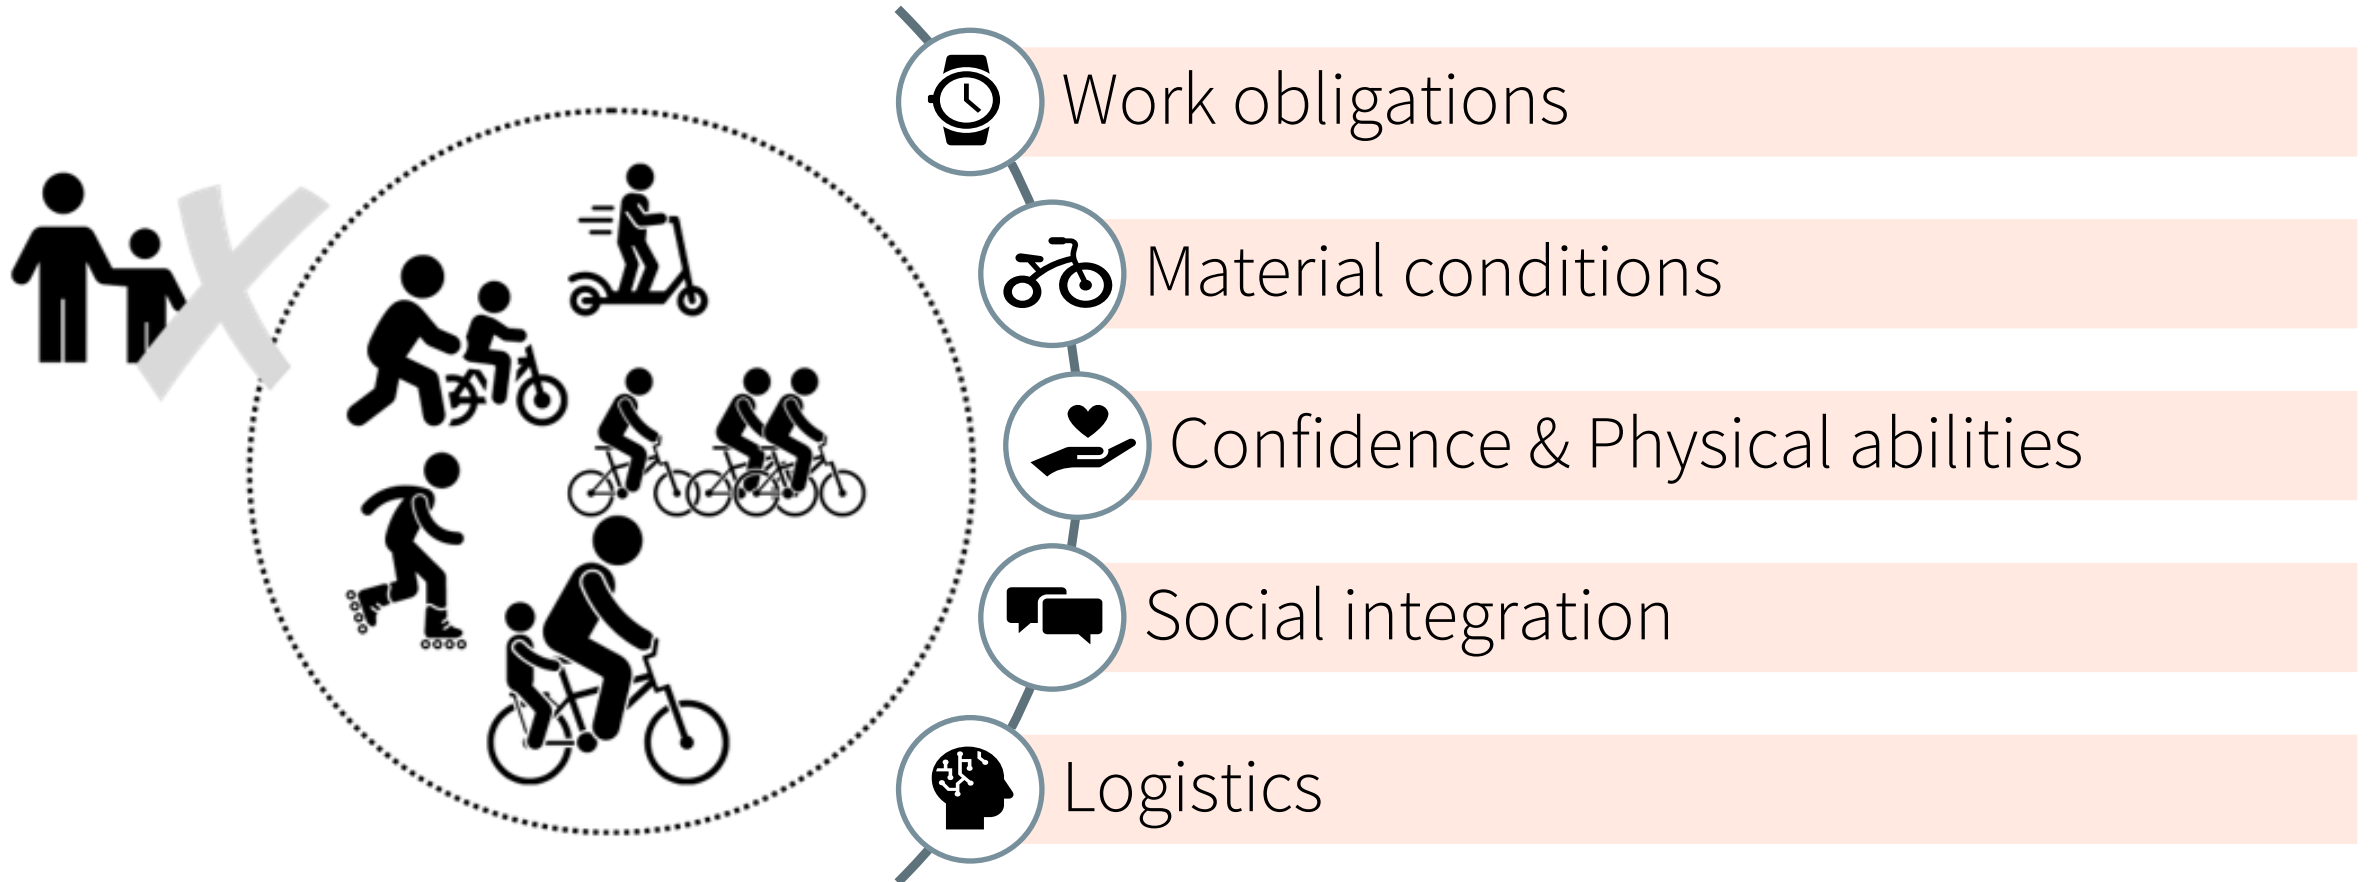 Work obligations
Material conditions
Confidence & Physical abilities
Social integration
Logistics